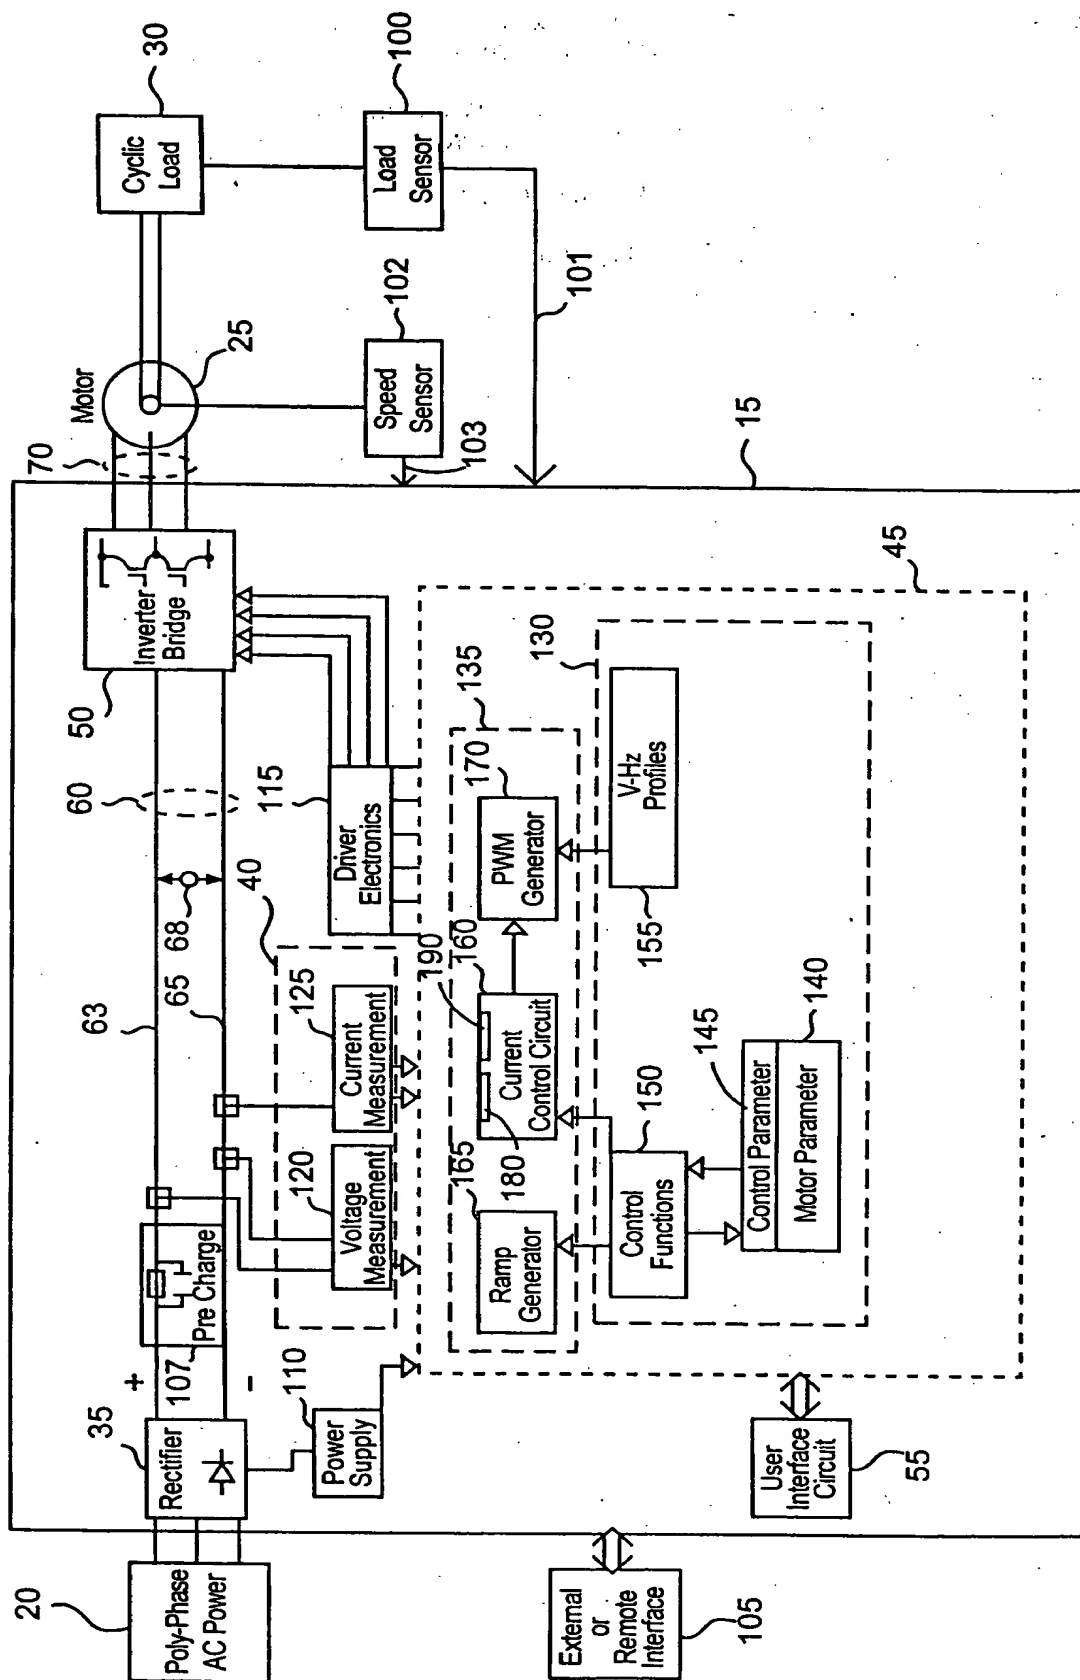 20
Poly-Phase
AC Power
35
Rectifier
+
-
107
Pre Charge
63
65
68
60
50
Inverter
Bridge
70
Motor
25
30
Cyclic
Load
100
Load
Sensor
102
Speed
Sensor
103
101
15
110
Power
Supply
40
120
Voltage
Measurement
125
Current
Measurement
115
Driver
Electronics
45
135
165
Ramp
Generator
180
190
160
Current
Control Circuit
170
PWM
Generator
130
150
Control
Functions
145
Control Parameter
140
Motor Parameter
155
V-Hz
Profiles
External
or
Remote
Interface
105
User
Interface
Circuit
55